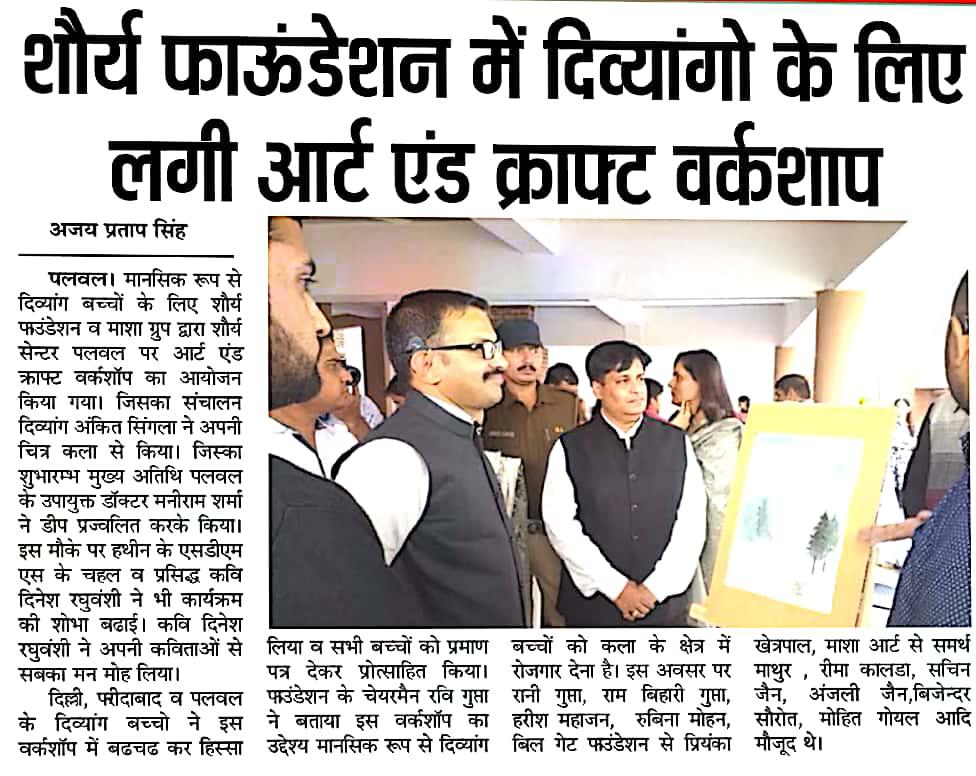 शौर्य फाऊंडेशन में दिव्यांगो के लिए
लगी आर्ट एंड क्राफ्ट वर्कशाप
अजय प्रताप सिंह
पलवल। मानसिक रूप से
दिव्यांग बच्चों के लिए शौर्य
फाउंडेशन व माशा ग्रुप द्वारा शौर्य
सेन्टर पलवल पर आर्ट एंड
क्राफ्ट वर्कशॉप का आयोजन
किया गया। जिसका संचालन
दिव्यांग अंकित सिंगला ने अपनी
चित्र कला से किया। जिस्का
शुभारम्भ मुख्य अतिथि पलवल
के उपायुक्त डॉक्टर मनीराम शर्मा
ने डीप प्रज्वलित करके किया।
इस मौके पर हथीन के एसडीएम
एस के चहल व प्रसिद्ध कवि
दिनेश रघुवंशी ने भी कार्यक्रम
की शोभा बढाई। कवि दिनेश
रघुवंशी ने अपनी कविताओं से
सबका मन मोह लिया।
दिल्ली, फरीदाबाद व पलवल
के दिव्यांग बच्चो ने इस
वर्कशॉप में बढचढ कर हिस्सा
लिया व सभी बच्चों को प्रमाण
पत्र देकर प्रोत्साहित किया।
फाउंडेशन के चेयरमैन रवि गुप्ता
ने बताया इस वर्कशॉप का
उद्देश्य मानसिक रूप से दिव्यांग
बच्चों को कला के क्षेत्र में
रोजगार देना है। इस अवसर पर
रानी गुप्ता, राम बिहारी गुप्ता,
हरीश महाजन, रुबिना मोहन,
बिल गेट फाउंडेशन से प्रियंका
खेत्रपाल, माशा आर्ट से समर्थ
माथुर , रीमा कालडा, सचिन
जैन, अंजली जैन,बिजेन्दर
सौरोत, मोहित गोयल आदि
मौजूद थे।